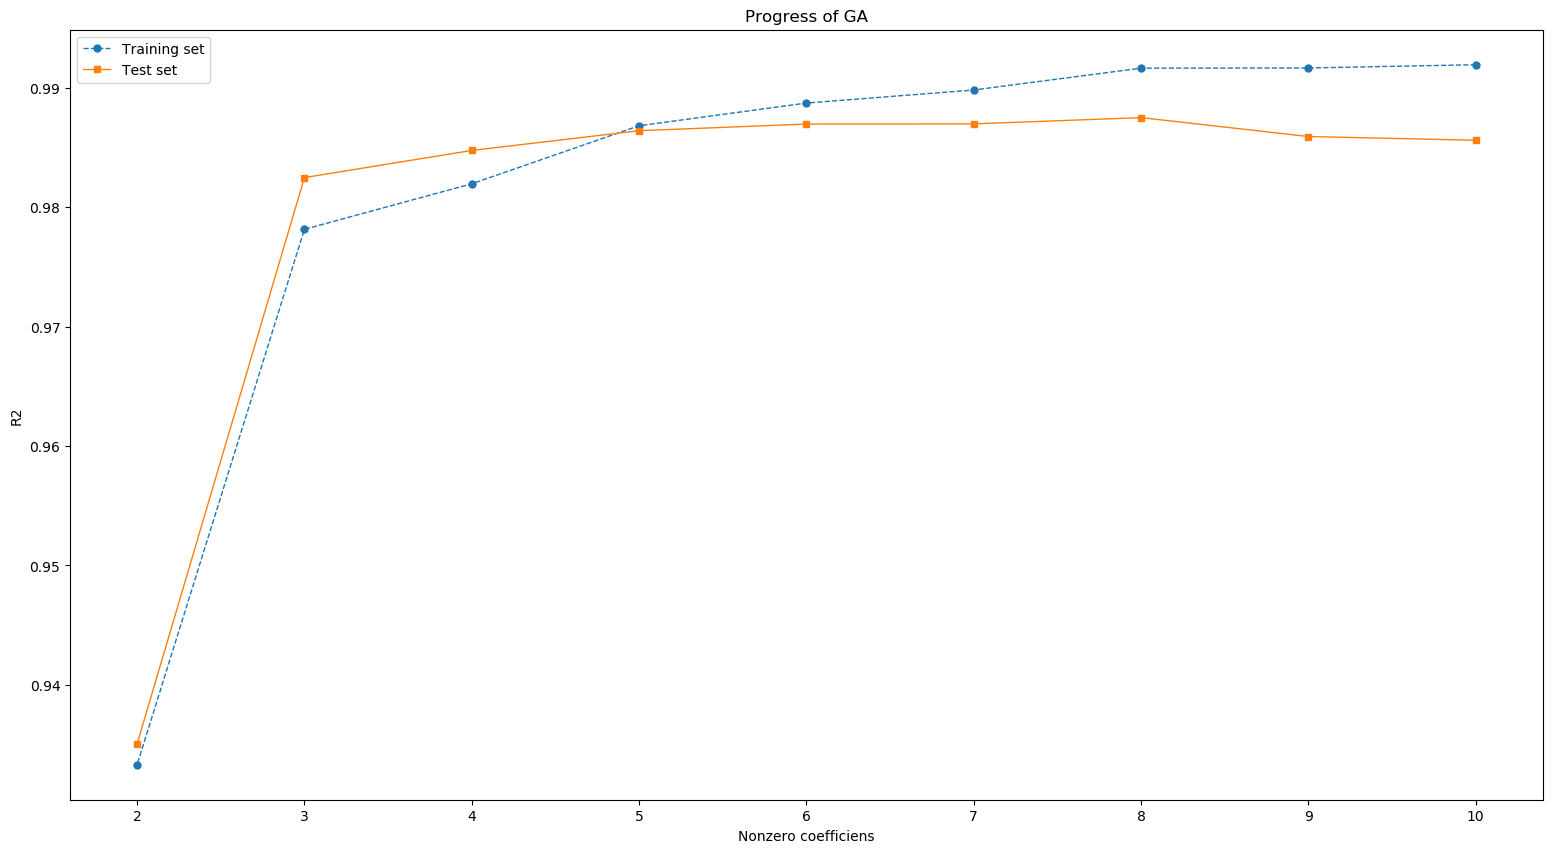 Progress of GA
Training set
Test set
0.99
0.98
0.97
0.96
0.95
0.94
R2
2 3 4 5 6 7 8 9 10
Nonzero coefficiens